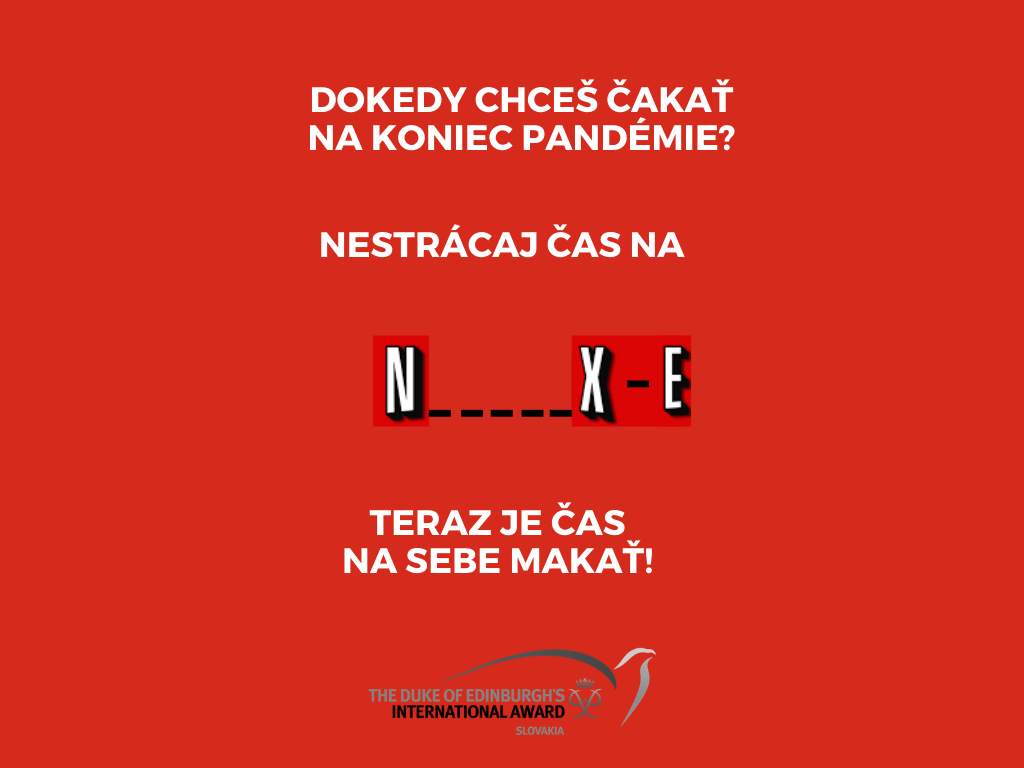 DOKEDY CHCEŠ ČAKAŤ
NA KONIEC PANDÉMIE?
NESTRÁCAJ ČAS NA
N_____X-E
TERAZ JE ČAS
NA SEBE MAKAŤ!
THE DUKE OF EDINBURGH'S
INTERNATIONAL AWARD
SLOVAKIA